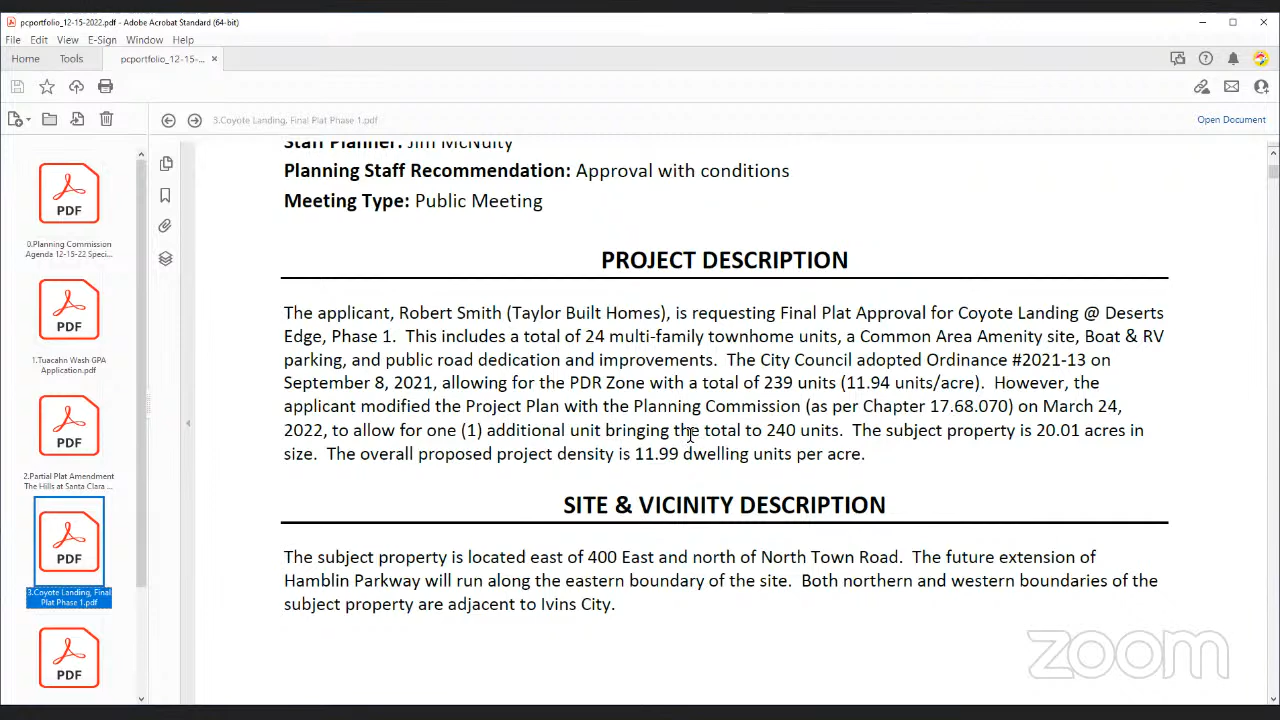 pcportfolio_12-15-2022.pdf - Adobe Acrobat Standard (64-bit)
File Edit View E-Sign Window Help
Home Tools pcportfolio_12-15-...
3.Coyote Landing, Final Plat Phase 1.pdf
Open Document
PDF
0.Planning Commission
Agenda 12-15-22 Speci...
PDF
1.Tuacahn Wash GPA
Application.pdf
PDF
2.Partial Plat Amendment
The Hills at Santa Clara ...
PDF
3.Coyote Landing, Final
Plat Phase 1.pdf
PDF
Staff Planner: Jim McNulty
Planning Staff Recommendation: Approval with conditions
Meeting Type: Public Meeting
PROJECT DESCRIPTION
The applicant, Robert Smith (Taylor Built Homes), is requesting Final Plat Approval for Coyote Landing @ Deserts
Edge, Phase 1. This includes a total of 24 multi-family townhome units, a Common Area Amenity site, Boat & RV
parking, and public road dedication and improvements. The City Council adopted Ordinance #2021-13 on
September 8, 2021, allowing for the PDR Zone with a total of 239 units (11.94 units/acre). However, the
applicant modified the Project Plan with the Planning Commission (as per Chapter 17.68.070) on March 24,
2022, to allow for one (1) additional unit bringing the total to 240 units. The subject property is 20.01 acres in
size. The overall proposed project density is 11.99 dwelling units per acre.
SITE & VICINITY DESCRIPTION
The subject property is located east of 400 East and north of North Town Road. The future extension of
Hamblin Parkway will run along the eastern boundary of the site. Both northern and western boundaries of the
subject property are adjacent to Ivins City.
zoom